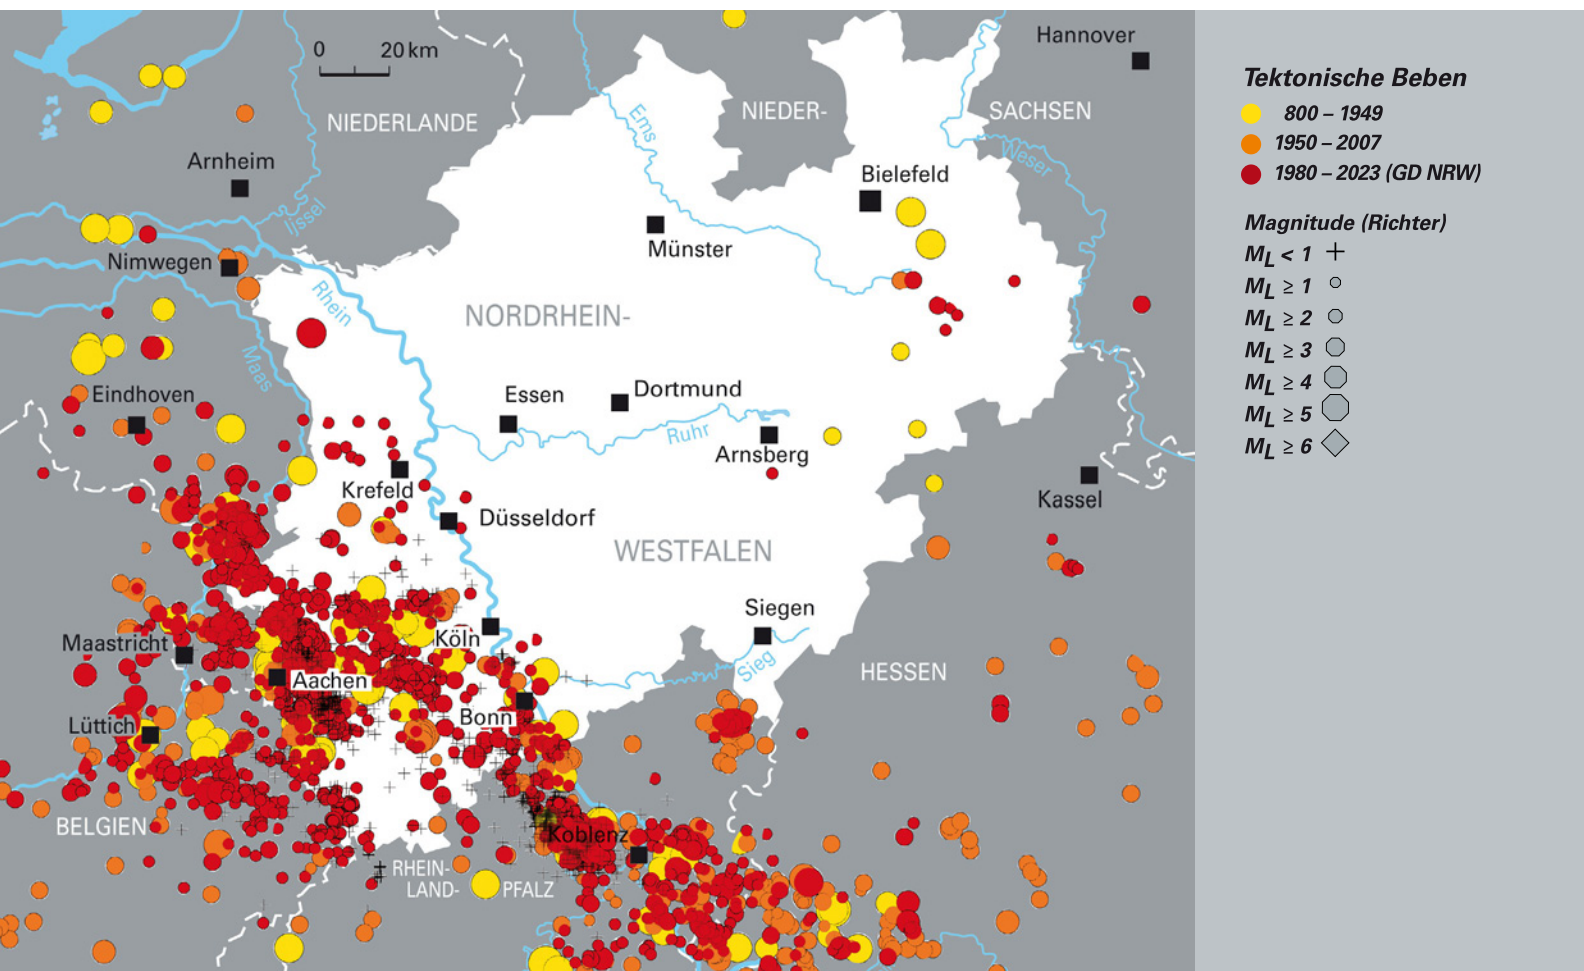 0 20 km
Hannover
NIEDERLANDE
NIEDER-
SACHSEN
Ems
Weser
Arnheim
Bielefeld
Ijssel
Münster
Nimwegen
Rhein
NORDRHEIN-
Maas
Eindhoven
Essen
Dortmund
Ruhr
Arnsberg
Krefeld
Düsseldorf
Kassel
WESTFALEN
Siegen
Köln
Maastricht
Sieg
HESSEN
Aachen
Bonn
Lüttich
BELGIEN
Koblenz
RHEIN-
LAND- PFALZ
Tektonische Beben
800 – 1949
1950 – 2007
1980 – 2023 (GD NRW)
Magnitude (Richter)
ML < 1
ML ≥ 1
ML ≥ 2
ML ≥ 3
ML ≥ 4
ML ≥ 5
ML ≥ 6